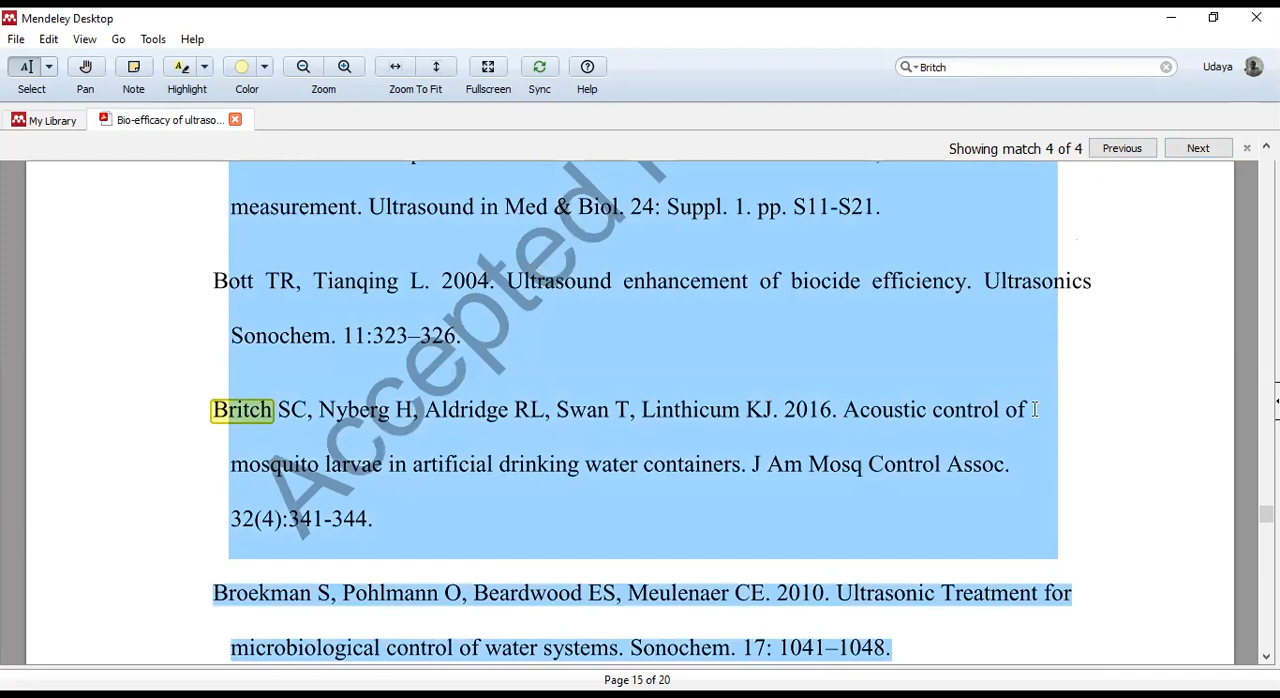 Mendeley Desktop
File Edit View Go Tools Help
Britch
Udaya
Select Pan Note Highlight Color Zoom Zoom To Fit Fullscreen Sync Help
My Library Bio-efficacy of ultraso...
Showing match 4 of 4 Previous Next
measurement. Ultrasound in Med & Biol. 24: Suppl. 1. pp. S11-S21.
Bott TR, Tianqing L. 2004. Ultrasound enhancement of biocide efficiency. Ultrasonics
Sonochem. 11:323–326.
Britch SC, Nyberg H, Aldridge RL, Swan T, Linthicum KJ. 2016. Acoustic control of
mosquito larvae in artificial drinking water containers. J Am Mosq Control Assoc.
32(4):341-344.
Broekman S, Pohlmann O, Beardwood ES, Meulenaer CE. 2010. Ultrasonic Treatment for
microbiological control of water systems. Sonochem. 17: 1041–1048.
Accepted
Page 15 of 20